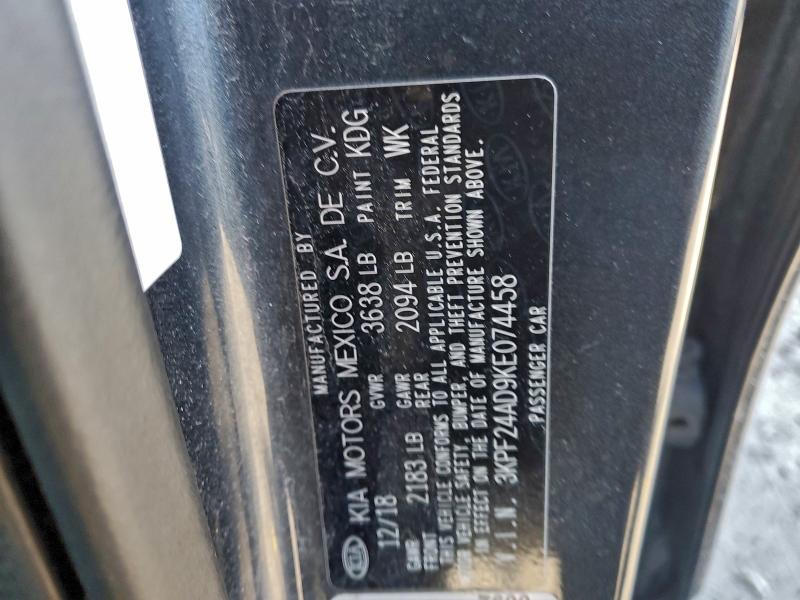 MANUFACTURED BY
KIA KIA MOTORS MEXICO S.A. DE C.V.
12/18 GVWR 3638 LB PAINT KDG
GAWR FRONT 2183 LB GAWR REAR 2094 LB TRIM WK
THIS VEHICLE CONFORMS TO ALL APPLICABLE U.S.A. FEDERAL
MOTOR VEHICLE SAFETY, BUMPER, AND THEFT PREVENTION STANDARDS
IN EFFECT ON THE DATE OF MANUFACTURE SHOWN ABOVE.
V.I.N. 3KPF24AD9KE074458
PASSENGER CAR